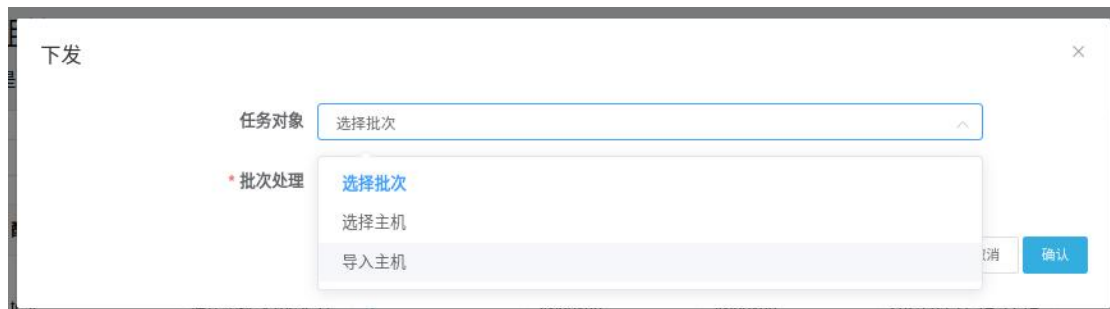 下发
任务对象 选择批次
* 批次处理
选择批次
选择主机
导入主机
确认